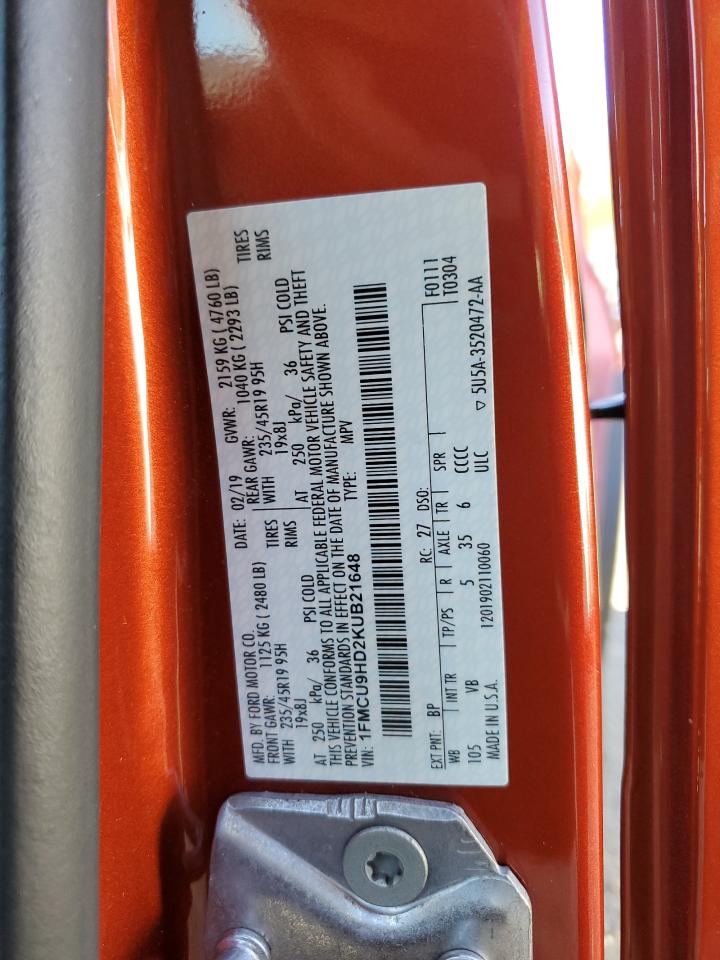 MFD. BY FORD MOTOR CO.
DATE: 02/19 GVWR: 2159 KG ( 4760 LB)
FRONT GAWR: 1125 KG ( 2480 LB) REAR GAWR: 1040 KG ( 2293 LB)
WITH 235/45R19 95H TIRES WITH 235/45R19 95H TIRES
19x8J RIMS 19x8J RIMS
AT 250 kPa/ 36 PSI COLD AT 250 kPa/ 36 PSI COLD
THIS VEHICLE CONFORMS TO ALL APPLICABLE FEDERAL MOTOR VEHICLE SAFETY AND THEFT
PREVENTION STANDARDS IN EFFECT ON THE DATE OF MANUFACTURE SHOWN ABOVE.
VIN: 1FMCU9HD2KUB21648 TYPE: MPV
EXT PNT: BP RC: 27 DSO: F0111
WB INT TR TP/PS R AXLE TR SPR T0304
105 VB 5 35 6 CCCC
MADE IN U.S.A. 1201902110060 ULC ▽ 5U5A-3520472-AA